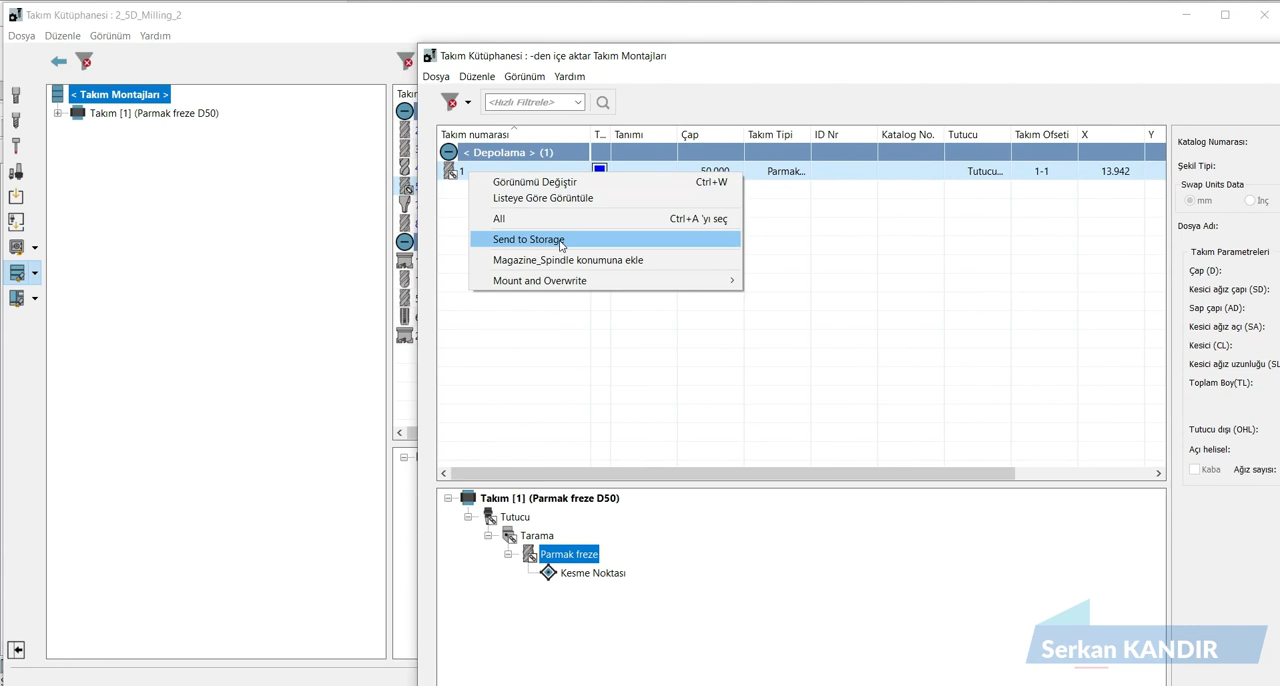 Takım Kütüphanesi : 2_5D_Milling_2
Dosya Düzenle Görünüm Yardım
< Takım Montajları >
Takım [1] (Parmak freze D50)
Takım Kütüphanesi : -den içe aktar Takım Montajları
Dosya Düzenle Görünüm Yardım
<Hızlı Filtrele>
Takım numarası T... Tanımı Çap Takım Tipi ID Nr Katalog No. Tutucu Takım Ofseti X Y
< Depolama > (1)
1 50.000 Parmak... Tutucu... 1-1 13.942
Görünümü Değiştir Ctrl+W
Listeye Göre Görüntüle
All Ctrl+A 'yı seç
Send to Storage
Magazine_Spindle konumuna ekle
Mount and Overwrite
Takım [1] (Parmak freze D50)
Tutucu
Tarama
Parmak freze
Kesme Noktası
Katalog Numarası:
Şekil Tipi:
Swap Units Data
mm İnç
Dosya Adı:
Takım Parametreleri
Çap (D):
Kesici ağız çapı (SD):
Sap çapı (AD):
Kesici ağız açı (SA):
Kesici (CL):
Kesici ağız uzunluğu (SL
Toplam Boy(TL):
Tutucu dışı (OHL):
Açı helisel:
Kaba Ağız sayısı:
Serkan KANDIR